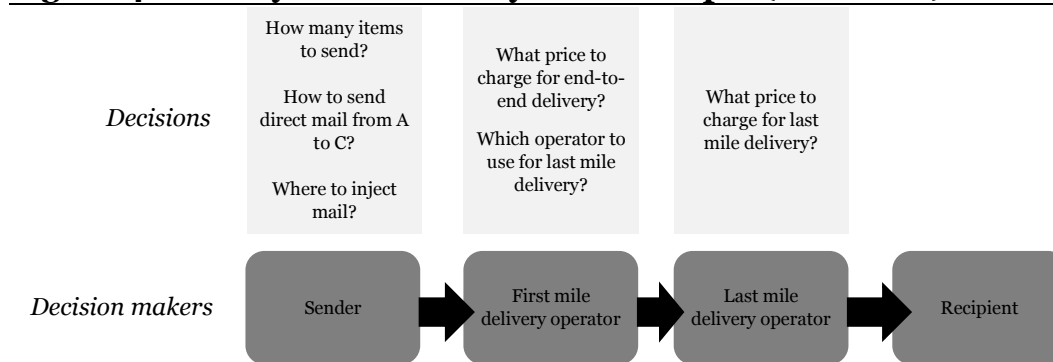 How many items
to send?
How to send
direct mail from A
to C?
Where to inject
mail?
What price to
charge for end-to-
end delivery?
Which operator to
use for last mile
delivery?
What price to
charge for last
mile delivery?
Decisions
Decision makers
Sender
First mile
delivery operator
Last mile
delivery operator
Recipient